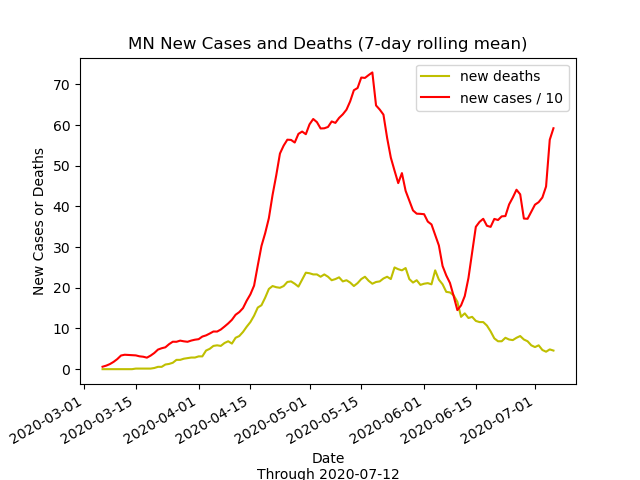 MN New Cases and Deaths (7-day rolling mean)
new deaths
new cases / 10
New Cases or Deaths
70
60
50
40
30
20
10
0
2020-03-01
2020-03-15
2020-04-01
2020-04-15
2020-05-01
2020-05-15
2020-06-01
2020-06-15
2020-07-01
Date
Through 2020-07-12